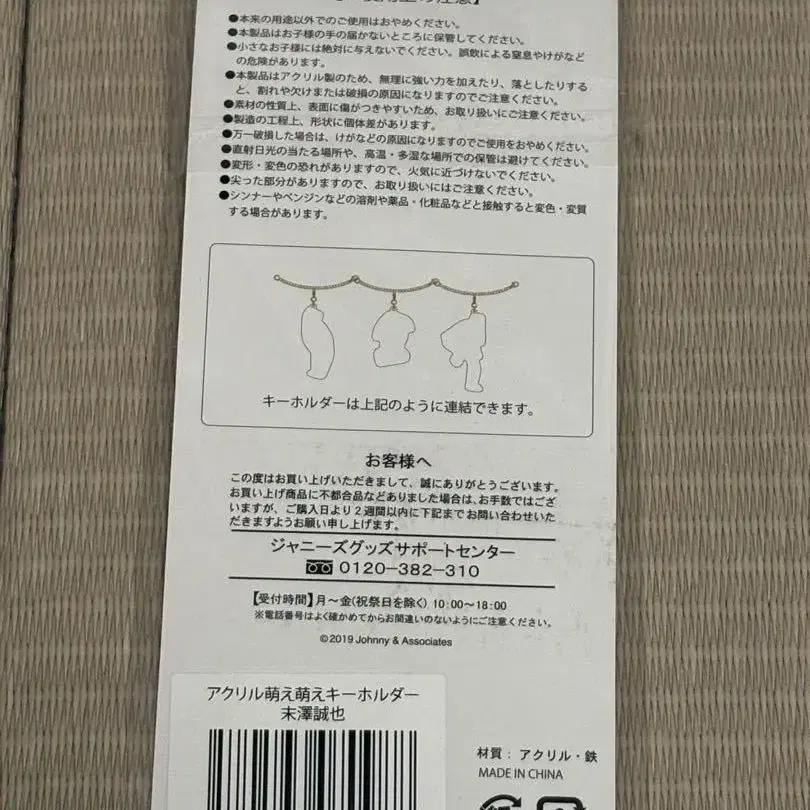 ●本来の用途以外でのご使用はおやめください。
●本製品はお子様の手の届かないところに保管してください。
●小さなお子様には絶対に与えないでください。誤飲による窒息やけがなど
の危険があります。
●本製品はアクリル製のため、無理に強い力を加えたり、落としたりする
と、割れや欠けまたは破損の原因になりますのでご注意ください。
●素材の性質上、表面に傷がつきやすいため、お取り扱いにご注意ください。
●製造の工程上、形状に個体差があります。
●万一破損した場合は、けがなどの原因になりますのでご使用をおやめください。
●直射日光の当たる場所や、高温・多湿な場所での保管は避けてください。
●変形・変色の恐れがありますので、火気に近づけないでください。
●尖った部分がありますので、お取り扱いにはご注意ください。
●シンナーやベンジンなどの溶剤や薬品・化粧品などと接触すると変色・変質
する場合があります。
キーホルダーは上記のように連結できます。
お客様へ
この度はお買い上げいただきまして、誠にありがとうございます。
お買い上げ商品に不都合品などありました場合は、お手数ではござ
いますが、ご購入日より2週間以内に下記までお問い合わせいた
だきますようお願い申し上げます。
ジャニーズグッズサポートセンター
0120-382-310
【受付時間】月〜金(祝祭日を除く) 10:00〜18:00
※電話番号はよく確かめてからお間違いのないようにご注意ください。
©2019 Johnny & Associates
アクリル萌え萌えキーホルダー
末澤誠也
材質：アクリル・鉄
MADE IN CHINA